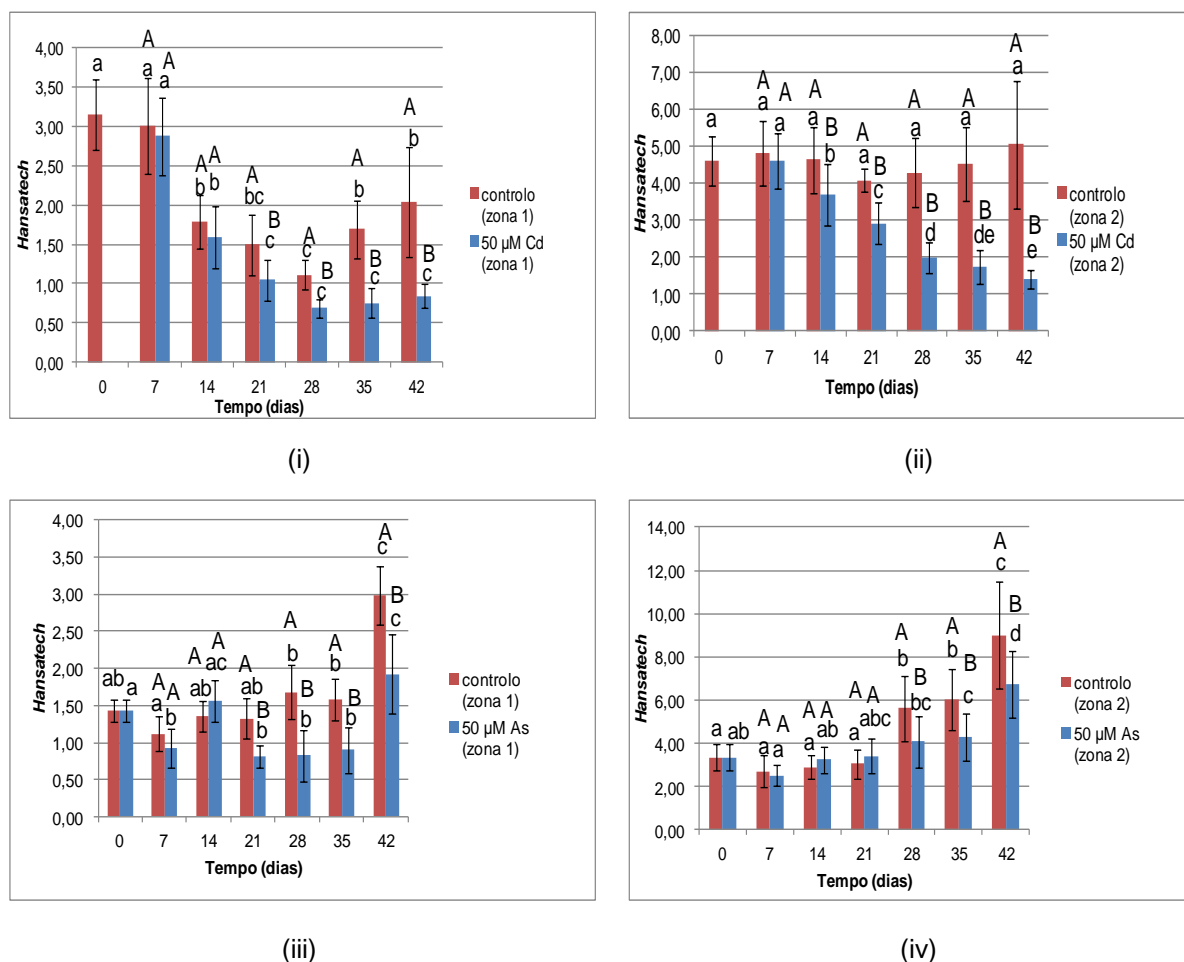 4,00
3,50
3,00
2,50
2,00
1,50
1,00
0,50
0,00
Hansatech
a
A A
a a
A A
b b
A B
bc c
A B
c c
A B
b c
A B
b c
0 7 14 21 28 35 42
Tempo (dias)
controlo (zona 1)
50 µM Cd (zona 1)
(i)
8,00
7,00
6,00
5,00
4,00
3,00
2,00
1,00
0,00
Hansatech
a
A A
a a
A B
a b
A B
a c
A B
a d
A B
a de
A B
a e
0 7 14 21 28 35 42
Tempo (dias)
controlo (zona 2)
50 µM Cd (zona 2)
(ii)
4,00
3,50
3,00
2,50
2,00
1,50
1,00
0,50
0,00
Hansatech
ab a
A A
a b
A A
ab ac
A B
ab b
A B
b b
A B
b b
A B
c c
0 7 14 21 28 35 42
Tempo (dias)
controlo (zona 1)
50 µM As (zona 1)
(iii)
14,00
12,00
10,00
8,00
6,00
4,00
2,00
0,00
Hansatech
a ab
A A
a a
A A
a ab
A A
a abc
A B
b bc
A B
b c
A B
c d
0 7 14 21 28 35 42
Tempo (dias)
controlo (zona 2)
50 µM As (zona 2)
(iv)